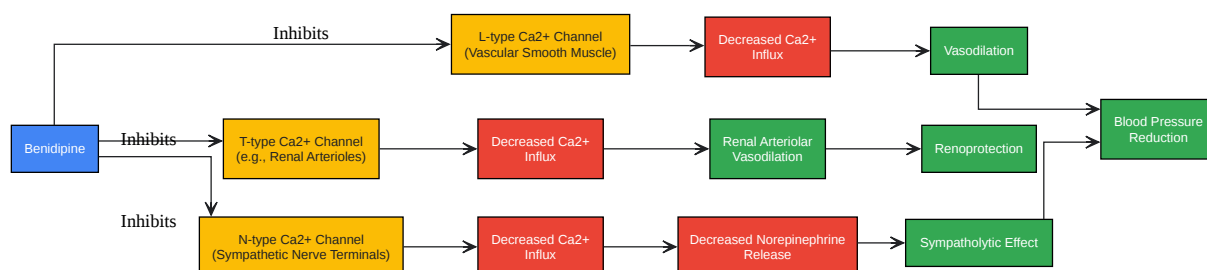 Inhibits
L-type Ca2+ Channel
(Vascular Smooth Muscle)
Decreased Ca2+
Influx
Vasodilation
Benidipine
Inhibits
T-type Ca2+ Channel
(e.g., Renal Arterioles)
Decreased Ca2+
Influx
Renal Arteriolar
Vasodilation
Renoprotection
Blood Pressure
Reduction
Inhibits
N-type Ca2+ Channel
(Sympathetic Nerve Terminals)
Decreased Ca2+
Influx
Decreased Norepinephrine
Release
Sympatholytic Effect